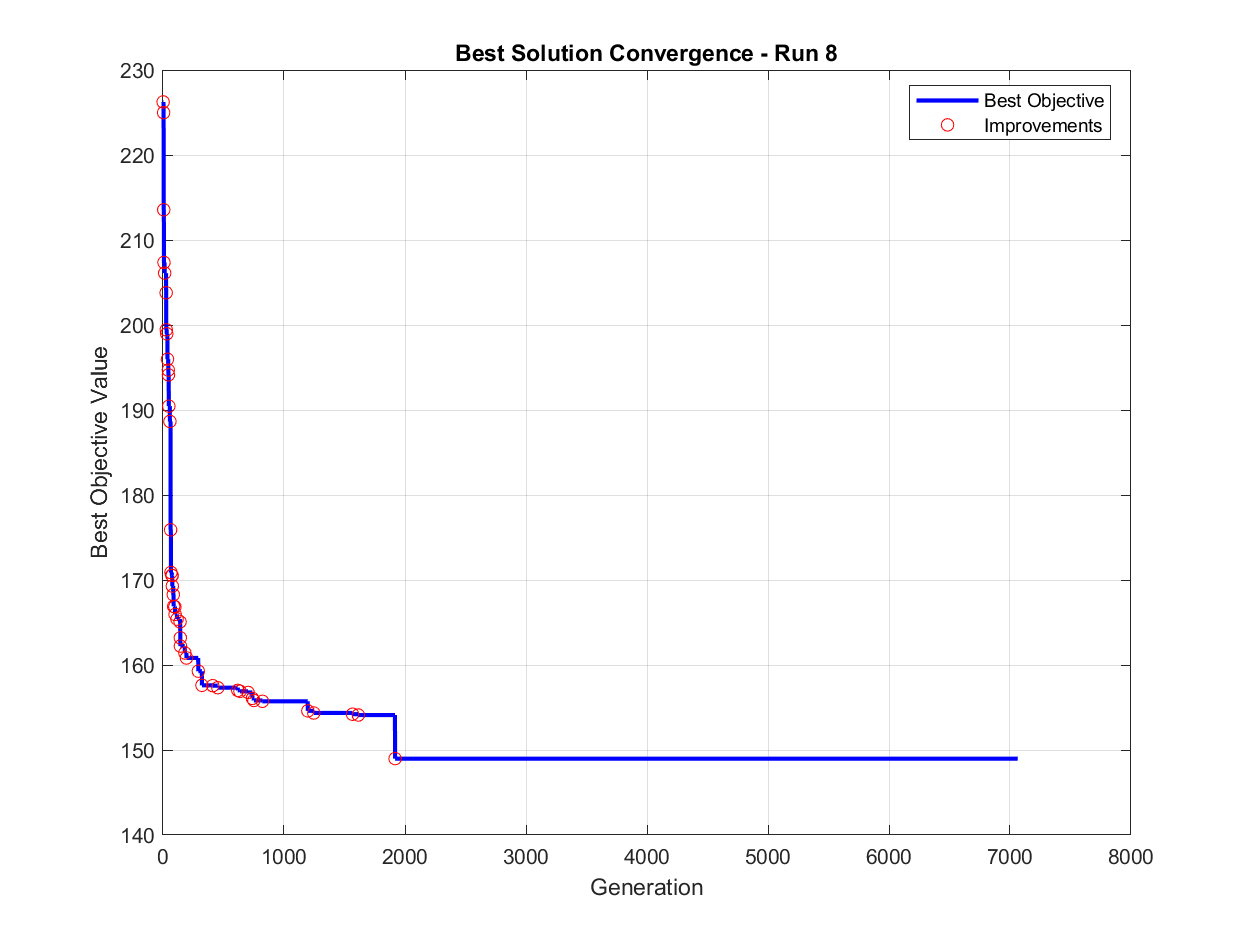 Best Solution Convergence - Run 8
Best Objective
Improvements
Best Objective Value
230
220
210
200
190
180
170
160
150
140
0 1000 2000 3000 4000 5000 6000 7000 8000
Generation